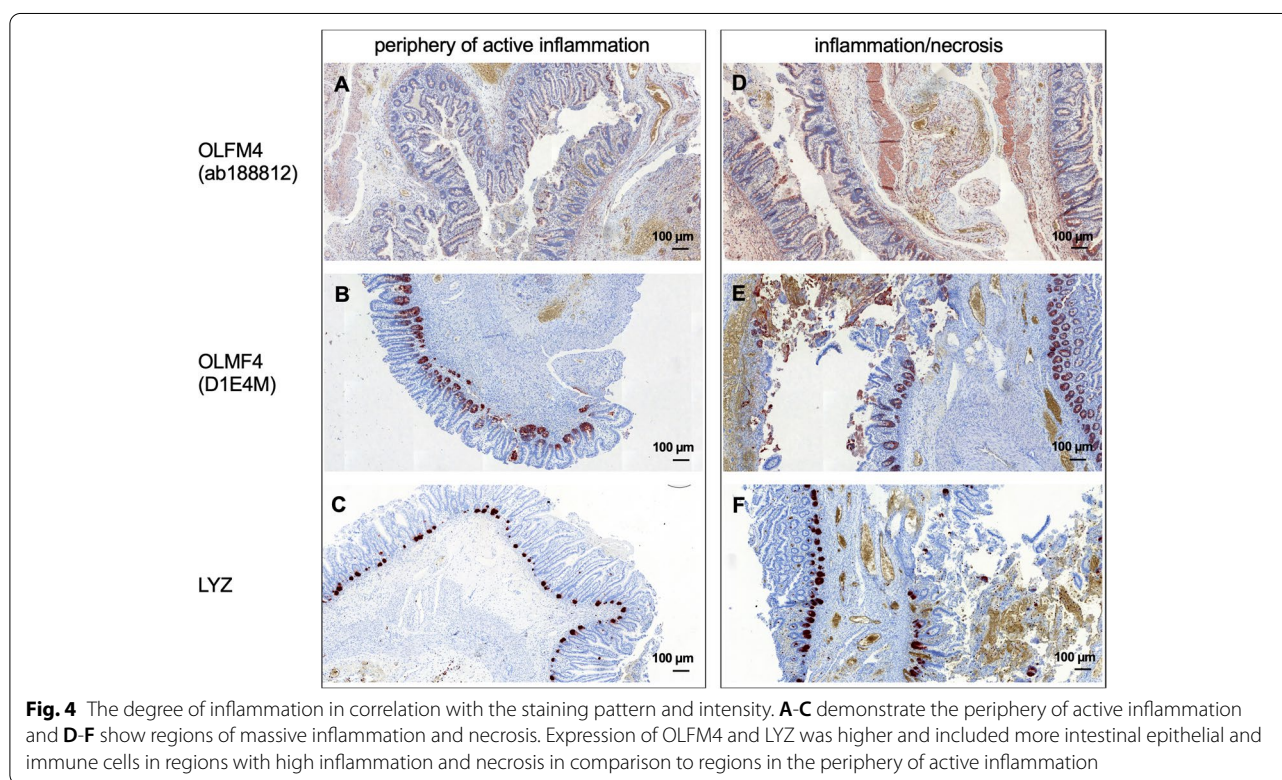 periphery of active inflammation
inflammation/necrosis
OLFM4
(ab188812)
A
100 µm
D
100 µm
OLMF4
(D1E4M)
B
100 µm
E
100 µm
LYZ
C
100 µm
F
100 µm
Fig. 4 The degree of inflammation in correlation with the staining pattern and intensity. A-C demonstrate the periphery of active inflammation
and D-F show regions of massive inflammation and necrosis. Expression of OLFM4 and LYZ was higher and included more intestinal epithelial and
immune cells in regions with high inflammation and necrosis in comparison to regions in the periphery of active inflammation